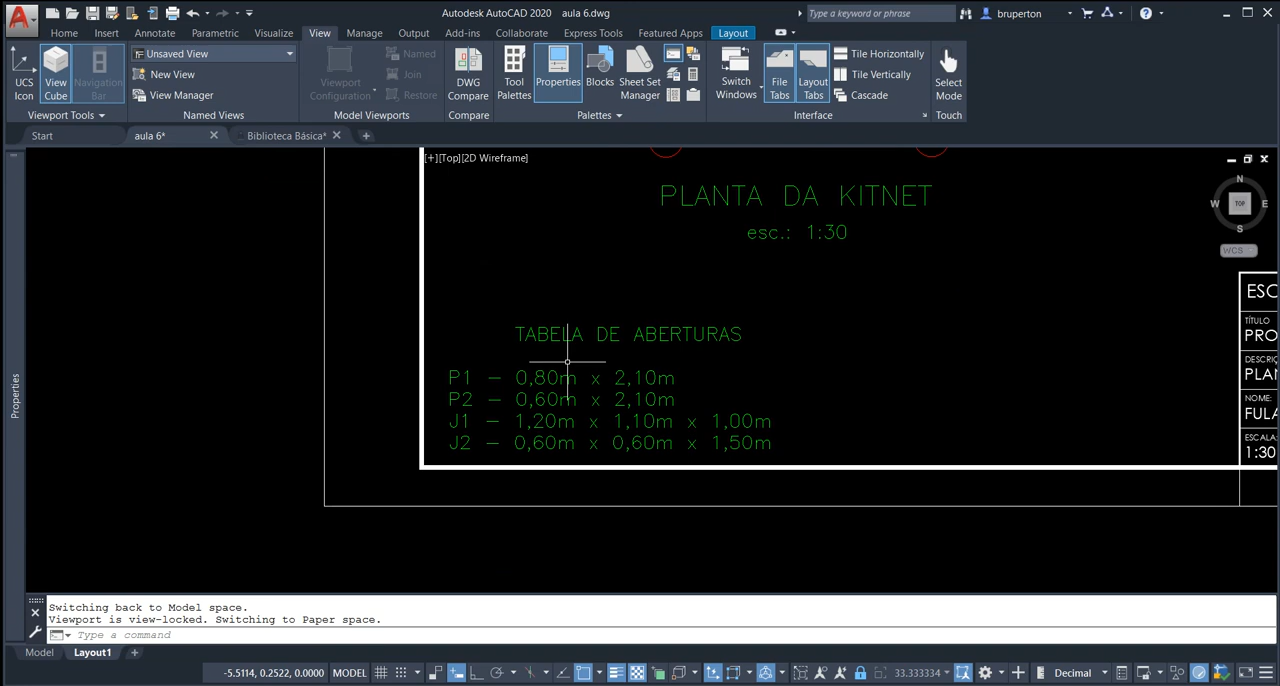 Autodesk AutoCAD 2020 aula 6.dwg
Type a keyword or phrase
bruperton
Home Insert Annotate Parametric Visualize View Manage Output Add-ins Collaborate Express Tools Featured Apps Layout
UCS Icon
View Cube
Navigation Bar
Viewport Tools
Unsaved View
New View
View Manager
Named Views
Viewport Configuration
Named
Join
Restore
Model Viewports
DWG Compare
Compare
Tool Palettes
Properties
Blocks
Sheet Set Manager
Palettes
Switch Windows
File Tabs
Layout Tabs
Tile Horizontally
Tile Vertically
Cascade
Interface
Select Mode
Touch
Start
aula 6*
Biblioteca Básica*
[+][Top][2D Wireframe]
N
W TOP E
S
WCS
PLANTA DA KITNET
esc.: 1:30
TABELA DE ABERTURAS
P1 – 0,80m x 2,10m
P2 – 0,60m x 2,10m
J1 – 1,20m x 1,10m x 1,00m
J2 – 0,60m x 0,60m x 1,50m
ESC
TÍTULO
PRO
DESCRIÇ
PLAN
NOME:
FULA
ESCALA:
1:30
Properties
Switching back to Model space.
Viewport is view-locked. Switching to Paper space.
Type a command
Model Layout1
-5.5114, 0.2522, 0.0000 MODEL
33.333334
Decimal